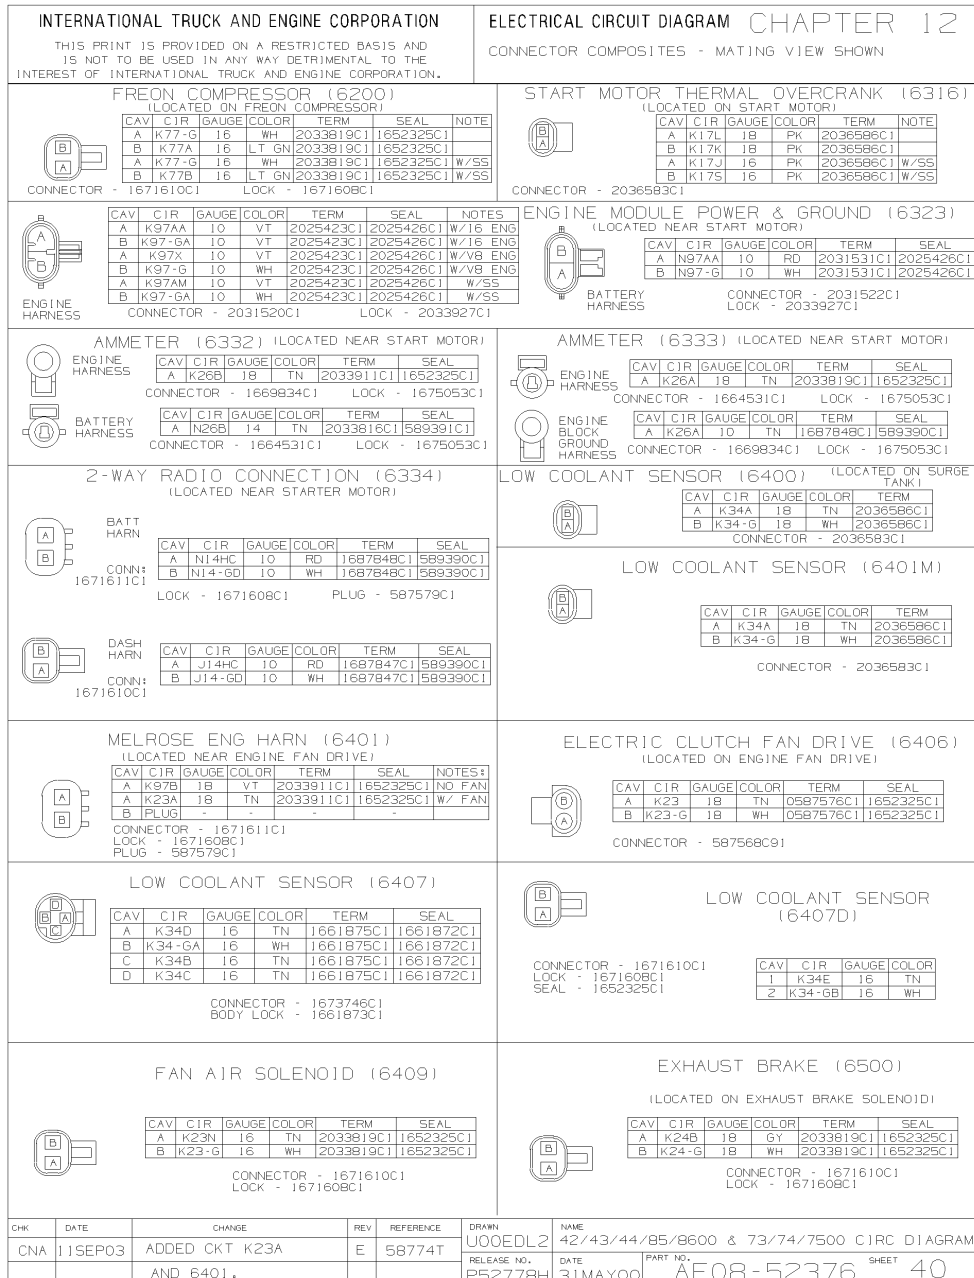 INTERNATIONAL TRUCK AND ENGINE CORPORATION
THIS PRINT IS PROVIDED ON A RESTRICTED BASIS AND
IS NOT TO BE USED IN ANY WAY DETRIMENTAL TO THE
INTEREST OF INTERNATIONAL TRUCK AND ENGINE CORPORATION.
ELECTRICAL CIRCUIT DIAGRAM CHAPTER 12
CONNECTOR COMPOSITES - MATING VIEW SHOWN
FREON COMPRESSOR (6200)
(LOCATED ON FREON COMPRESSOR)
CAV CIR GAUGE COLOR TERM SEAL NOTE
A K77-G 16 WH 2033819C1 1652325C1
B K77A 16 LT GN 2033819C1 1652325C1
A K77-G 16 WH 2033819C1 1652325C1 W/SS
B K77B 16 LT GN 2033819C1 1652325C1 W/SS
B
A
CONNECTOR - 1671610C1 LOCK - 1671608C1
START MOTOR THERMAL OVERCRANK (6316)
(LOCATED ON START MOTOR)
CAV CIR GAUGE COLOR TERM NOTE
A K17L 18 PK 2036586C1
B K17K 18 PK 2036586C1
A K17J 16 PK 2036586C1 W/SS
B K17S 16 PK 2036586C1 W/SS
B
A
CONNECTOR - 2036583C1
CAV CIR GAUGE COLOR TERM SEAL NOTES
A K97AA 10 VT 2025423C1 2025426C1 W/I6 ENG
B K97-GA 10 VT 2025423C1 2025426C1 W/I6 ENG
A K97X 10 VT 2025423C1 2025426C1 W/V8 ENG
B K97-G 10 WH 2025423C1 2025426C1 W/V8 ENG
A K97AM 10 VT 2025423C1 2025426C1 W/SS
B K97-GA 10 WH 2025423C1 2025426C1 W/SS
A
B
ENGINE
HARNESS
CONNECTOR - 2031520C1 LOCK - 2033927C1
ENGINE MODULE POWER & GROUND (6323)
(LOCATED NEAR START MOTOR)
CAV CIR GAUGE COLOR TERM SEAL
A N97AA 10 RD 2031531C1 2025426C1
B N97-G 10 WH 2031531C1 2025426C1
B
A
BATTERY
HARNESS
CONNECTOR - 2031522C1
LOCK - 2033927C1
AMMETER (6332) (LOCATED NEAR START MOTOR)
ENGINE
HARNESS
CAV CIR GAUGE COLOR TERM SEAL
A K26B 18 TN 2033911C1 1652325C1
CONNECTOR - 1669834C1 LOCK - 1675053C1
BATTERY
HARNESS
CAV CIR GAUGE COLOR TERM SEAL
A N26B 14 TN 2033816C1 589391C1
CONNECTOR - 1664531C1 LOCK - 1675053C1
AMMETER (6333) (LOCATED NEAR START MOTOR)
ENGINE
HARNESS
CAV CIR GAUGE COLOR TERM SEAL
A K26A 18 TN 2033819C1 1652325C1
CONNECTOR - 1664531C1 LOCK - 1675053C1
ENGINE
BLOCK
GROUND
HARNESS
CAV CIR GAUGE COLOR TERM SEAL
A K26A 10 TN 1687848C1 589390C1
CONNECTOR - 1669834C1 LOCK - 1675053C1
2-WAY RADIO CONNECTION (6334)
(LOCATED NEAR STARTER MOTOR)
A
B
BATT
HARN
CONN:
1671611C1
CAV CIR GAUGE COLOR TERM SEAL
A N14HC 10 RD 1687848C1 589390C1
B N14-GD 10 WH 1687848C1 589390C1
LOCK - 1671608C1 PLUG - 587579C1
B
A
DASH
HARN
CONN:
1671610C1
CAV CIR GAUGE COLOR TERM SEAL
A J14HC 10 RD 1687847C1 589390C1
B J14-GD 10 WH 1687847C1 589390C1
LOW COOLANT SENSOR (6400) (LOCATED ON SURGE
TANK)
CAV CIR GAUGE COLOR TERM
A K34A 18 TN 2036586C1
B K34-G 18 WH 2036586C1
B
A
CONNECTOR - 2036583C1
LOW COOLANT SENSOR (6401M)
B
A
CAV CIR GAUGE COLOR TERM
A K34A 18 TN 2036586C1
B K34-G 18 WH 2036586C1
CONNECTOR - 2036583C1
MELROSE ENG HARN (6401)
(LOCATED NEAR ENGINE FAN DRIVE)
CAV CIR GAUGE COLOR TERM SEAL NOTES:
A K97B 18 VT 2033911C1 1652325C1 NO FAN
A K23A 18 TN 2033911C1 1652325C1 W/ FAN
B PLUG - - - -
A
B
CONNECTOR - 1671611C1
LOCK - 1671608C1
PLUG - 587579C1
ELECTRIC CLUTCH FAN DRIVE (6406)
(LOCATED ON ENGINE FAN DRIVE)
B
A
CAV CIR GAUGE COLOR TERM SEAL
A K23 18 TN 0587576C1 1652325C1
B K23-G 18 WH 0587576C1 1652325C1
CONNECTOR - 587568C91
LOW COOLANT SENSOR (6407)
D
B A
C
CAV CIR GAUGE COLOR TERM SEAL
A K34D 16 TN 1661875C1 1661872C1
B K34-GA 16 WH 1661875C1 1661872C1
C K34B 16 TN 1661875C1 1661872C1
D K34C 16 TN 1661875C1 1661872C1
CONNECTOR - 1673746C1
BODY LOCK - 1661873C1
B
A
LOW COOLANT SENSOR
(6407D)
CONNECTOR - 1671610C1
LOCK - 1671608C1
SEAL - 1652325C1
CAV CIR GAUGE COLOR
1 K34E 16 TN
2 K34-GB 16 WH
FAN AIR SOLENOID (6409)
CAV CIR GAUGE COLOR TERM SEAL
A K23N 16 TN 2033819C1 1652325C1
B K23-G 16 WH 2033819C1 1652325C1
B
A
CONNECTOR - 1671610C1
LOCK - 1671608C1
EXHAUST BRAKE (6500)
(LOCATED ON EXHAUST BRAKE SOLENOID)
CAV CIR GAUGE COLOR TERM SEAL
A K24B 18 GY 2033819C1 1652325C1
B K24-G 18 WH 2033819C1 1652325C1
B
A
CONNECTOR - 1671610C1
LOCK - 1671608C1
CHK DATE CHANGE REV REFERENCE
CNA 11SEP03 ADDED CKT K23A E 58774T
AND 6401.
DRAWN
U00EDL2
NAME
42/43/44/85/8600 & 73/74/7500 CIRC DIAGRAM
RELEASE NO.
P52778H
DATE
31MAY00
PART NO.
AE08-52376
SHEET
40